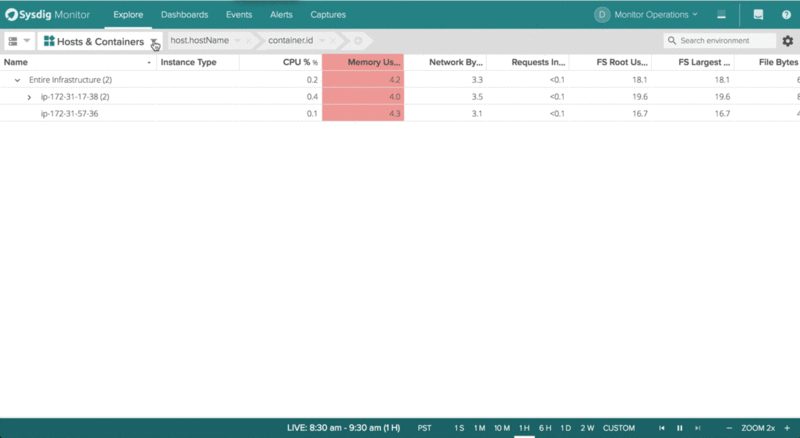 Sysdig Monitor Explore Dashboards Events Alerts Captures D Monitor Operations ?
Hosts & Containers host.hostName container.id Search environment
Name Instance Type CPU % % Memory Us... Network By... Requests In... FS Root Us... FS Largest ... File Bytes
Entire Infrastructure (2) 0.2 4.2 3.3 <0.1 18.1 18.1
ip-172-31-17-38 (2) 0.4 4.0 3.5 <0.1 19.6 19.6
ip-172-31-57-36 0.1 4.3 3.1 <0.1 16.7 16.7
LIVE: 8:30 am - 9:30 am (1 H) PST 1 S 1 M 10 M 1 H 6 H 1 D 2 W CUSTOM − ZOOM 2x +